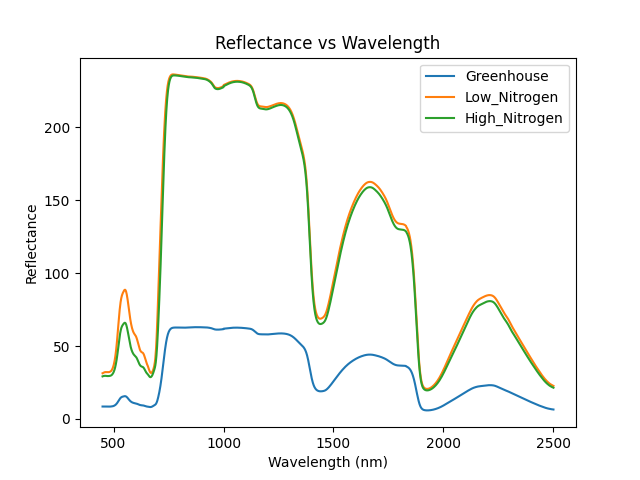 Reflectance vs Wavelength
Greenhouse
Low_Nitrogen
High_Nitrogen
Reflectance
200
150
100
50
0
500
1000
1500
2000
2500
Wavelength (nm)